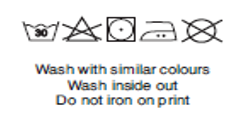 30
Wash with similar colours
Wash inside out
Do not iron on print